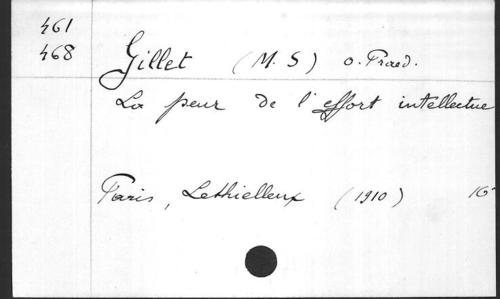 461
468
Gillet (M. S) o. Praed.
La peur de l'effort intellectue
Paris, Lethielleux (1910) 16